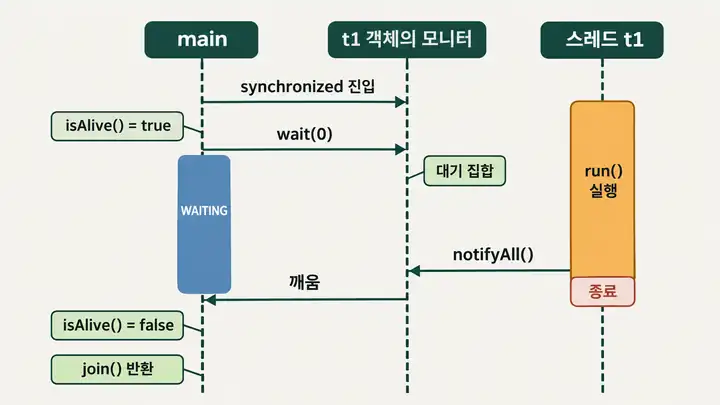 main
t1 객체의 모니터
스레드 t1
synchronized 진입
isAlive() = true
wait(0)
대기 집합
run()
실행
WAITING
notifyAll()
깨움
종료
isAlive() = false
join() 반환